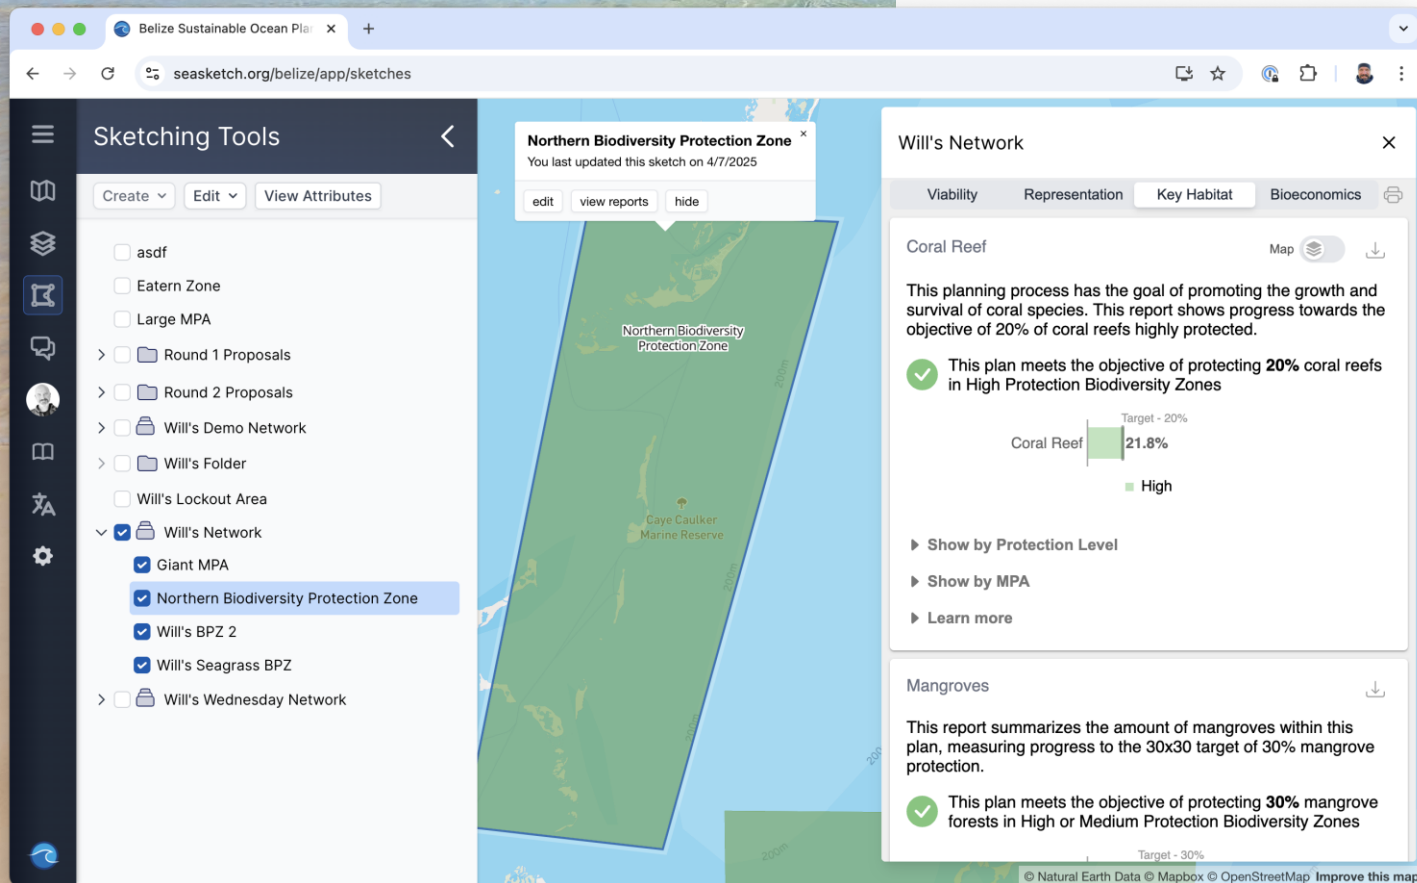 Belize Sustainable Ocean Pla
seasketch.org/belize/app/sketches
Sketching Tools
Create
Edit
View Attributes
asdf
Eatern Zone
Large MPA
Round 1 Proposals
Round 2 Proposals
Will's Demo Network
Will's Folder
Will's Lockout Area
Will's Network
Giant MPA
Northern Biodiversity Protection Zone
Will's BPZ 2
Will's Seagrass BPZ
Will's Wednesday Network
Northern Biodiversity Protection Zone
You last updated this sketch on 4/7/2025
edit
view reports
hide
Northern Biodiversity
Protection Zone
200m
Caye Caulker
Marine Reserve
200m
200m
200
200m
Will's Network
Viability
Representation
Key Habitat
Bioeconomics
Coral Reef
Map
This planning process has the goal of promoting the growth and
survival of coral species. This report shows progress towards the
objective of 20% of coral reefs highly protected.
This plan meets the objective of protecting 20% coral reefs
in High Protection Biodiversity Zones
Target - 20%
Coral Reef
21.8%
High
Show by Protection Level
Show by MPA
Learn more
Mangroves
This report summarizes the amount of mangroves within this
plan, measuring progress to the 30x30 target of 30% mangrove
protection.
This plan meets the objective of protecting 30% mangrove
forests in High or Medium Protection Biodiversity Zones
Target - 30%
© Natural Earth Data © Mapbox © OpenStreetMap Improve this map